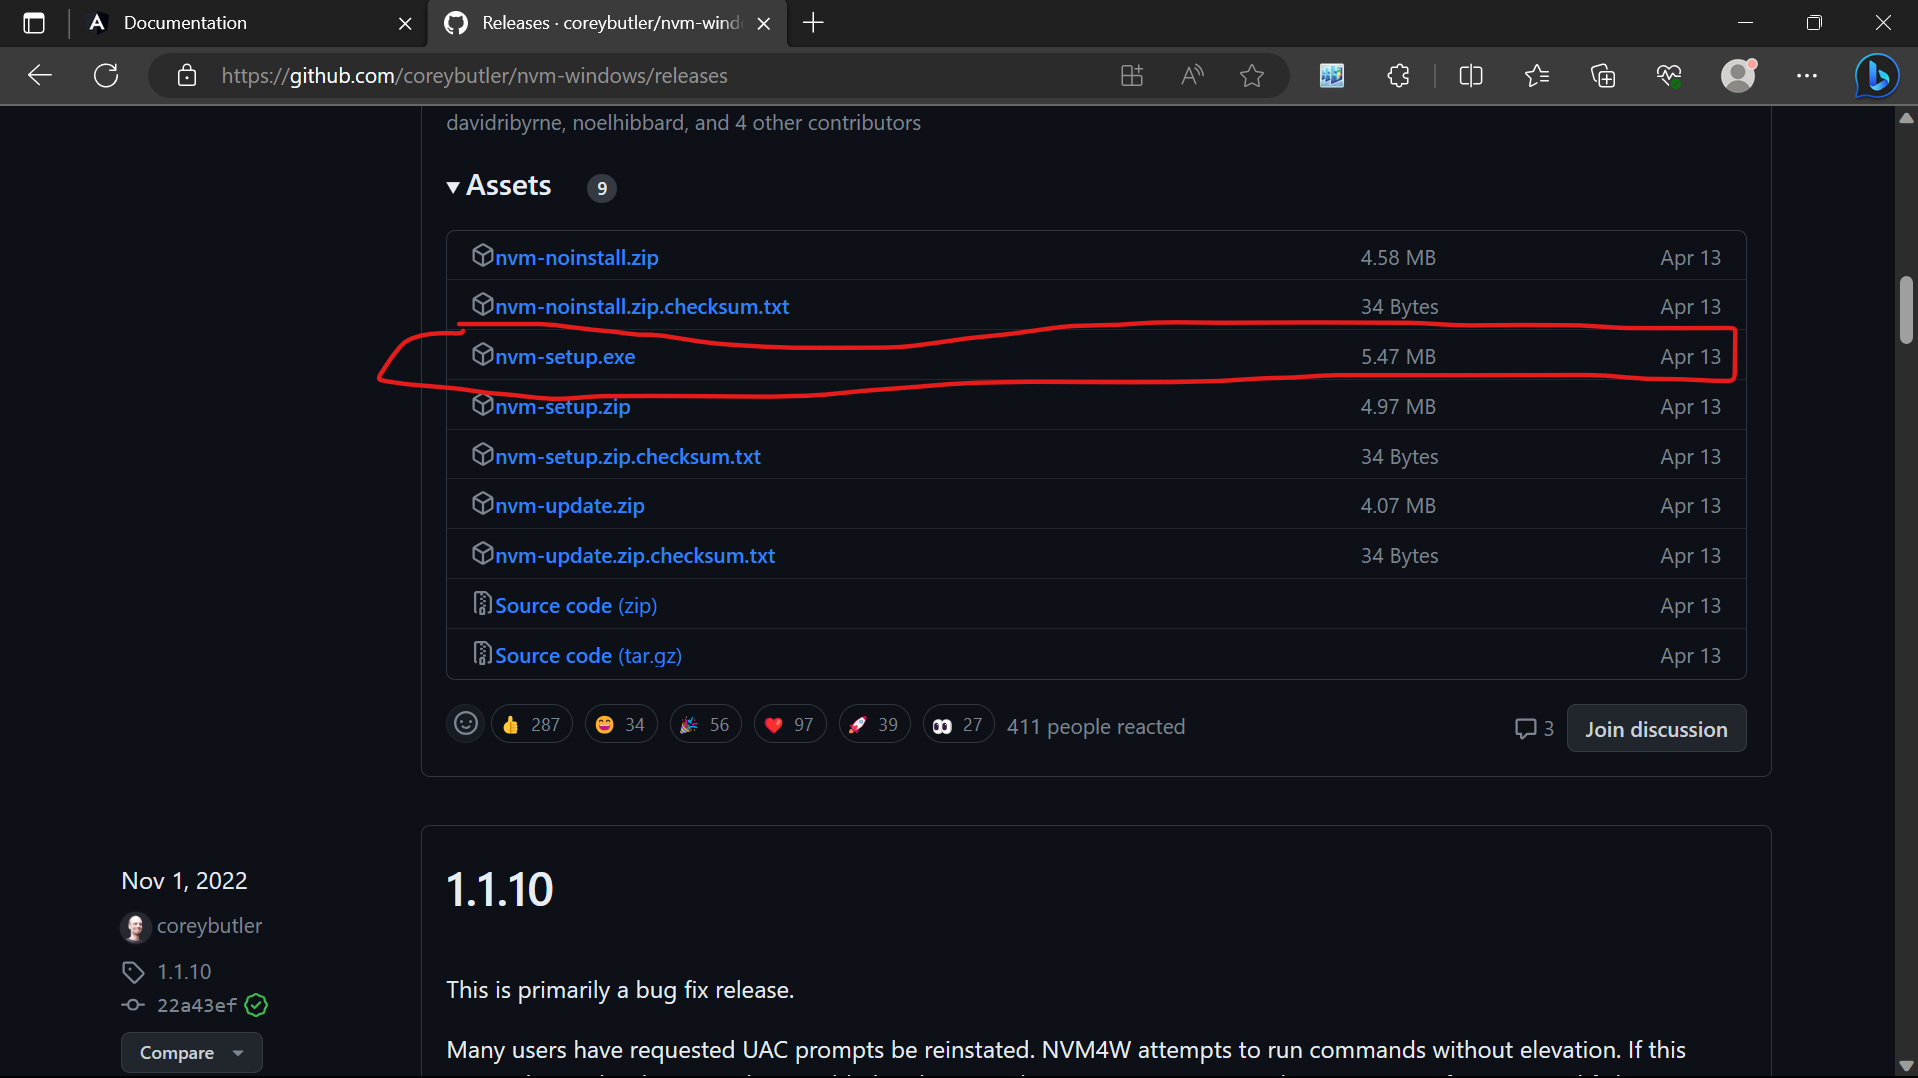 Documentation
Releases · coreybutler/nvm-wind
https://github.com/coreybutler/nvm-windows/releases
davidribyrne, noelhibbard, and 4 other contributors
Assets 9
nvm-noinstall.zip 4.58 MB Apr 13
nvm-noinstall.zip.checksum.txt 34 Bytes Apr 13
nvm-setup.exe 5.47 MB Apr 13
nvm-setup.zip 4.97 MB Apr 13
nvm-setup.zip.checksum.txt 34 Bytes Apr 13
nvm-update.zip 4.07 MB Apr 13
nvm-update.zip.checksum.txt 34 Bytes Apr 13
Source code (zip) Apr 13
Source code (tar.gz) Apr 13
👍 287 😄 34 🎉 56 ❤️ 97 🚀 39 👀 27 411 people reacted 3 Join discussion
Nov 1, 2022
coreybutler
1.1.10
22a43ef
Compare
1.1.10
This is primarily a bug fix release.
Many users have requested UAC prompts be reinstated. NVM4W attempts to run commands without elevation. If this